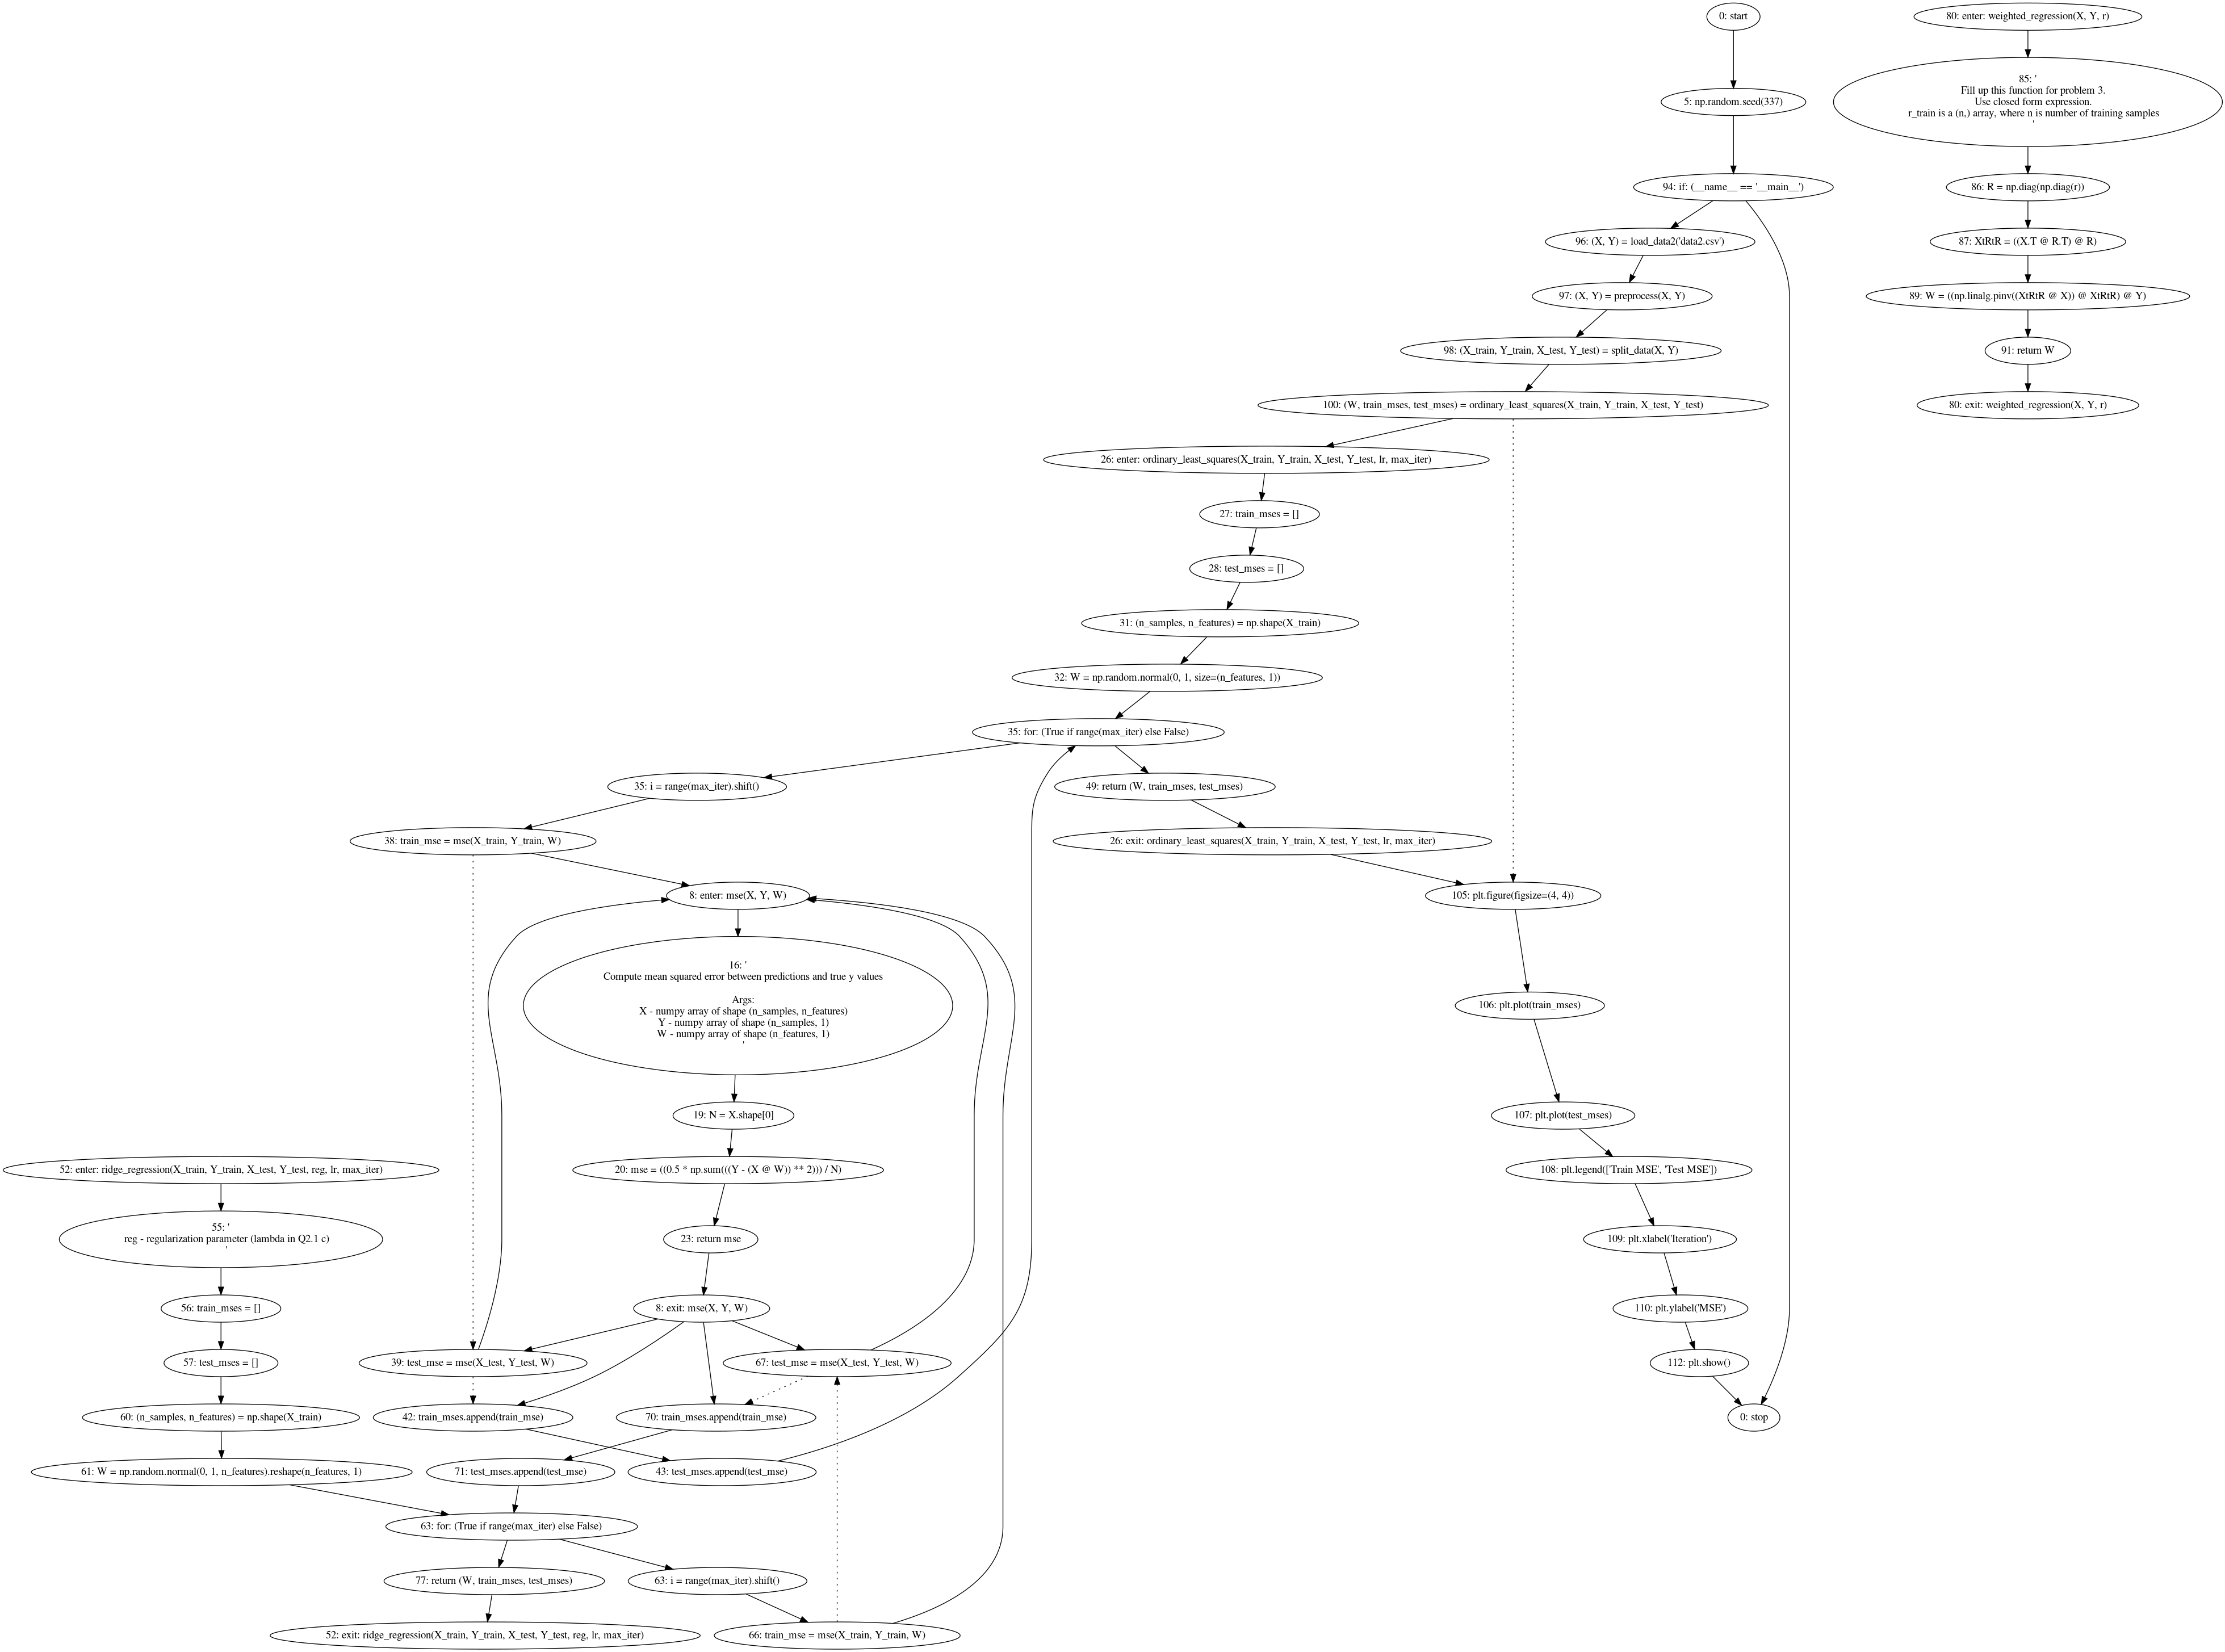 0: start
80: enter: weighted_regression(X, Y, r)
5: np.random.seed(337)
85: '
Fill up this function for problem 3.
Use closed form expression.
r_train is a (n,) array, where n is number of training samples
'
94: if: (__name__ == '__main__')
86: R = np.diag(np.diag(r))
96: (X, Y) = load_data2('data2.csv')
87: XtRtR = ((X.T @ R.T) @ R)
97: (X, Y) = preprocess(X, Y)
89: W = ((np.linalg.pinv((XtRtR @ X)) @ XtRtR) @ Y)
98: (X_train, Y_train, X_test, Y_test) = split_data(X, Y)
91: return W
100: (W, train_mses, test_mses) = ordinary_least_squares(X_train, Y_train, X_test, Y_test)
80: exit: weighted_regression(X, Y, r)
26: enter: ordinary_least_squares(X_train, Y_train, X_test, Y_test, lr, max_iter)
27: train_mses = []
28: test_mses = []
31: (n_samples, n_features) = np.shape(X_train)
32: W = np.random.normal(0, 1, size=(n_features, 1))
35: for: (True if range(max_iter) else False)
35: i = range(max_iter).shift()
49: return (W, train_mses, test_mses)
38: train_mse = mse(X_train, Y_train, W)
26: exit: ordinary_least_squares(X_train, Y_train, X_test, Y_test, lr, max_iter)
8: enter: mse(X, Y, W)
105: plt.figure(figsize=(4, 4))
16: '
Compute mean squared error between predictions and true y values
Args:
X - numpy array of shape (n_samples, n_features)
Y - numpy array of shape (n_samples, 1)
W - numpy array of shape (n_features, 1)
'
106: plt.plot(train_mses)
19: N = X.shape[0]
107: plt.plot(test_mses)
52: enter: ridge_regression(X_train, Y_train, X_test, Y_test, reg, lr, max_iter)
20: mse = ((0.5 * np.sum(((Y - (X @ W)) ** 2))) / N)
108: plt.legend(['Train MSE', 'Test MSE'])
55: '
reg - regularization parameter (lambda in Q2.1 c)
'
23: return mse
109: plt.xlabel('Iteration')
56: train_mses = []
8: exit: mse(X, Y, W)
110: plt.ylabel('MSE')
57: test_mses = []
39: test_mse = mse(X_test, Y_test, W)
67: test_mse = mse(X_test, Y_test, W)
112: plt.show()
60: (n_samples, n_features) = np.shape(X_train)
42: train_mses.append(train_mse)
70: train_mses.append(train_mse)
0: stop
61: W = np.random.normal(0, 1, n_features).reshape(n_features, 1)
71: test_mses.append(test_mse)
43: test_mses.append(test_mse)
63: for: (True if range(max_iter) else False)
77: return (W, train_mses, test_mses)
63: i = range(max_iter).shift()
52: exit: ridge_regression(X_train, Y_train, X_test, Y_test, reg, lr, max_iter)
66: train_mse = mse(X_train, Y_train, W)